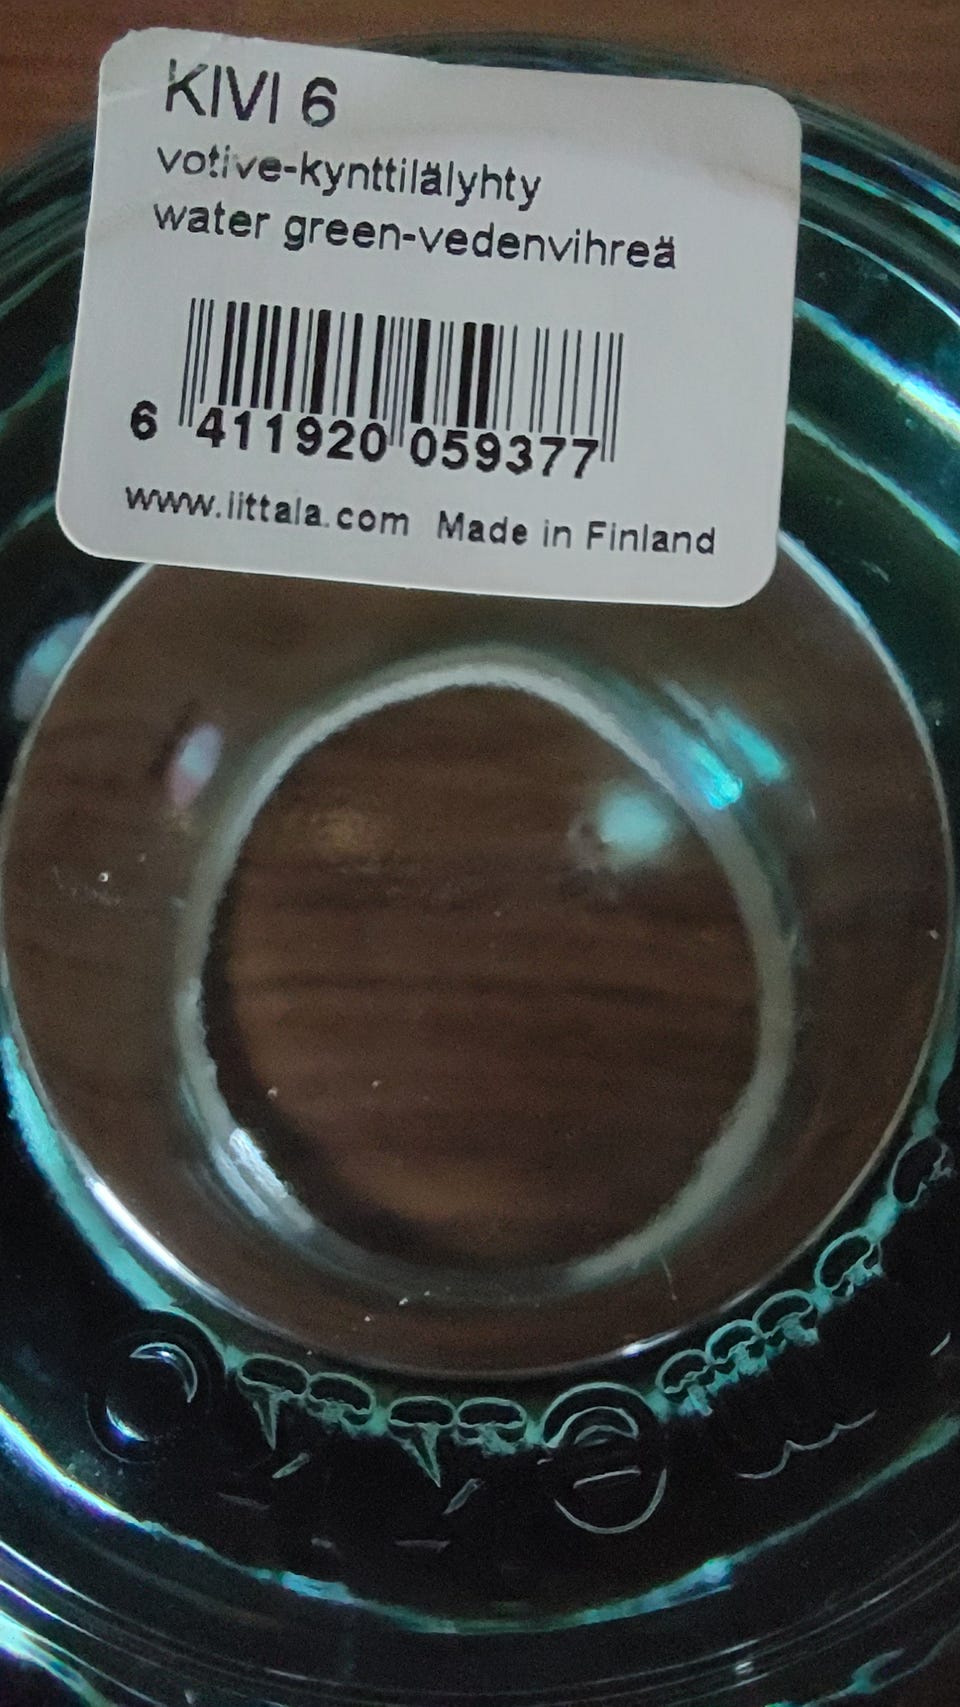 KIVI 6
votive-kynttilälyhty
water green-vedenvihreä
6 411920 059377
www.iittala.com Made in Finland